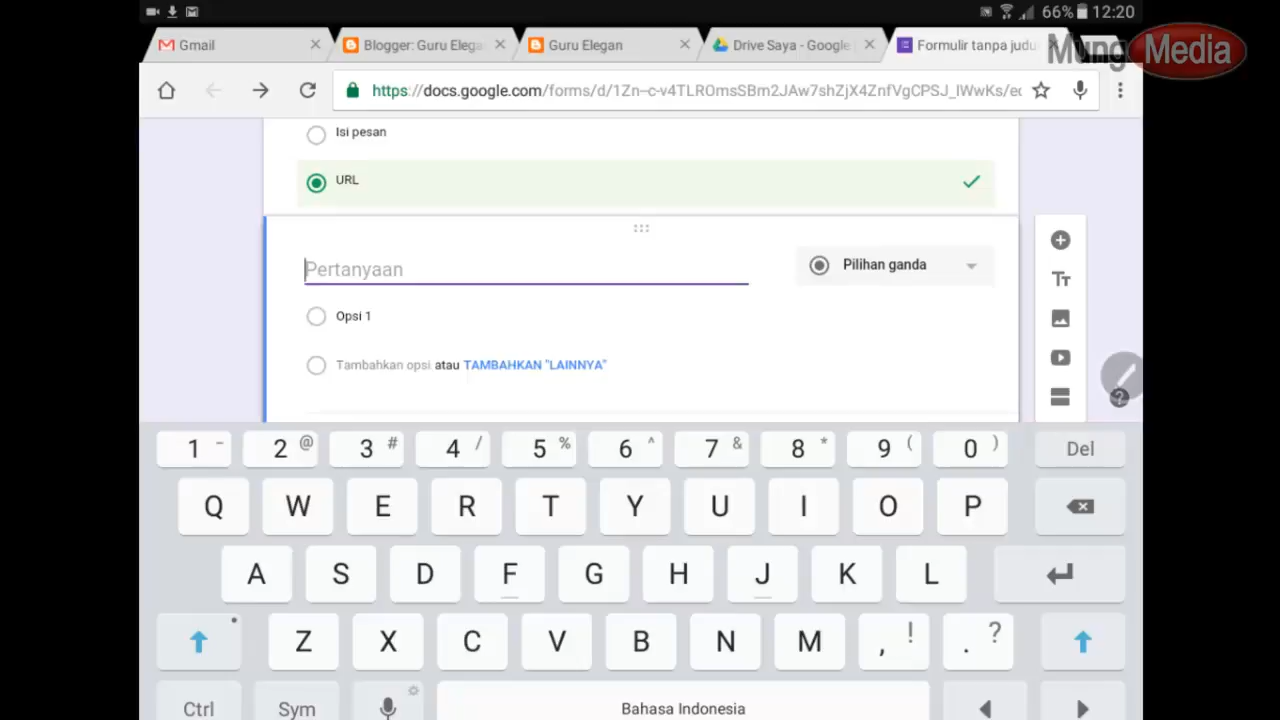 66% 12:20
Gmail
Blogger: Guru Elega
Guru Elegan
Drive Saya - Google
Formulir tanpa judu
Mung Media
https://docs.google.com/forms/d/1Zn--c-v4TLROmsSBm2JAw7shZjX4ZnfVgCPSJ_lWwKs/ec
Isi pesan
URL
Pertanyaan
Pilihan ganda
Opsi 1
Tambahkan opsi atau TAMBAHKAN "LAINNYA"
Tт
?
1 - 2 @ 3 # 4 / 5 % 6 ^ 7 & 8 * 9 ( 0 ) Del
Q W E R T Y U I O P
A S D F G H J K L
Z X C V B N M , ! . ?
Ctrl Sym Bahasa Indonesia